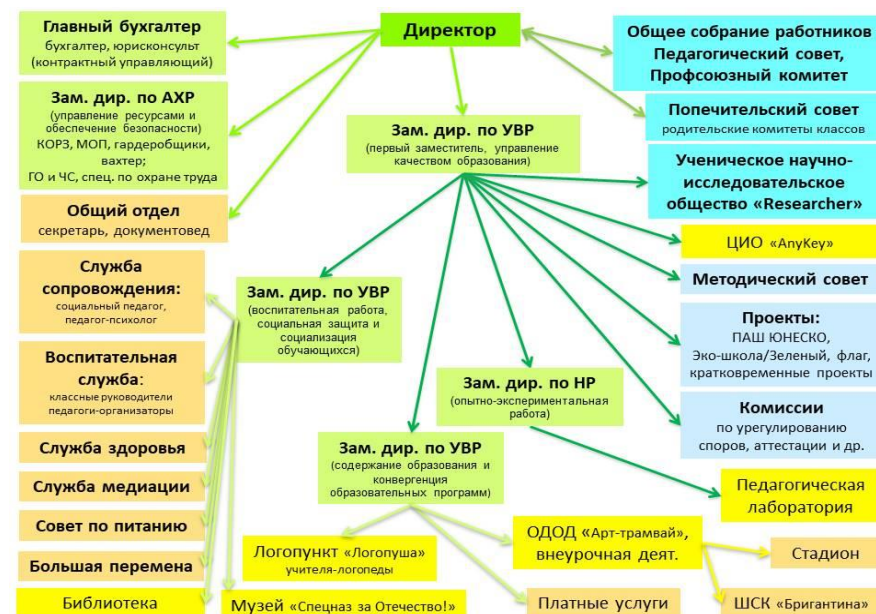 Директор
Главный бухгалтер
бухгалтер, юрисконсульт
(контрактный управляющий)
Зам. дир. по АХР
(управление ресурсами и
обеспечение безопасности)
КОРЗ, МОП, гардеробщики,
вахтер;
ГО и ЧС, спец. по охране труда
Общий отдел
секретарь, документовед
Общее собрание работников
Педагогический совет,
Профсоюзный комитет
Попечительский совет
родительские комитеты классов
Зам. дир. по УВР
(первый заместитель, управление
качеством образования)
Ученическое научно-
исследовательское
общество «Researcher»
ЦИО «AnyKey»
Методический совет
Проекты:
ПАШ ЮНЕСКО,
Эко-школа/Зеленый, флаг,
кратковременные проекты
Комиссии
по урегулированию
споров, аттестации и др.
Зам. дир. по УВР
(воспитательная работа,
социальная защита и
социализация
обучающихся)
Служба
сопровождения:
социальный педагог,
педагог-психолог
Воспитательная
служба:
классные руководители
педагоги-организаторы
Служба здоровья
Служба медиации
Совет по питанию
Большая перемена
Библиотека
Музей «Спецназ за Отечество!»
Зам. дир. по НР
(опытно-экспериментальная
работа)
Педагогическая
лаборатория
Зам. дир. по УВР
(содержание образования и
конвергенция
образовательных программ)
Логопункт «Логопуша»
учителя-логопеды
ОДОД «Арт-трамвай»,
внеурочная деят.
Платные услуги
Стадион
ШСК «Бригантина»